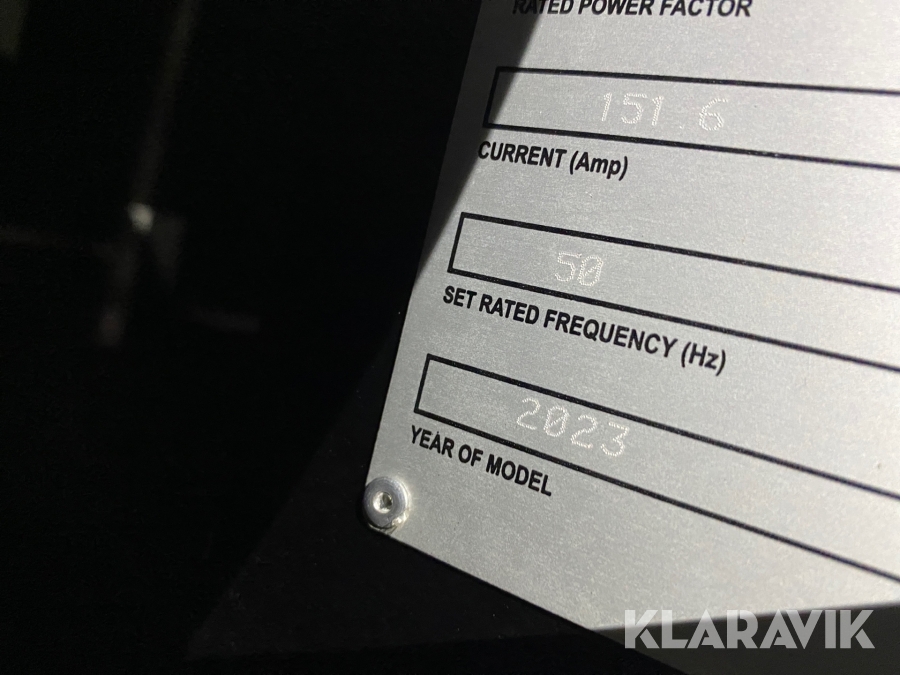 RATED POWER FACTOR
151.6
CURRENT (Amp)
50
SET RATED FREQUENCY (Hz)
2023
YEAR OF MODEL
KLARAVIK